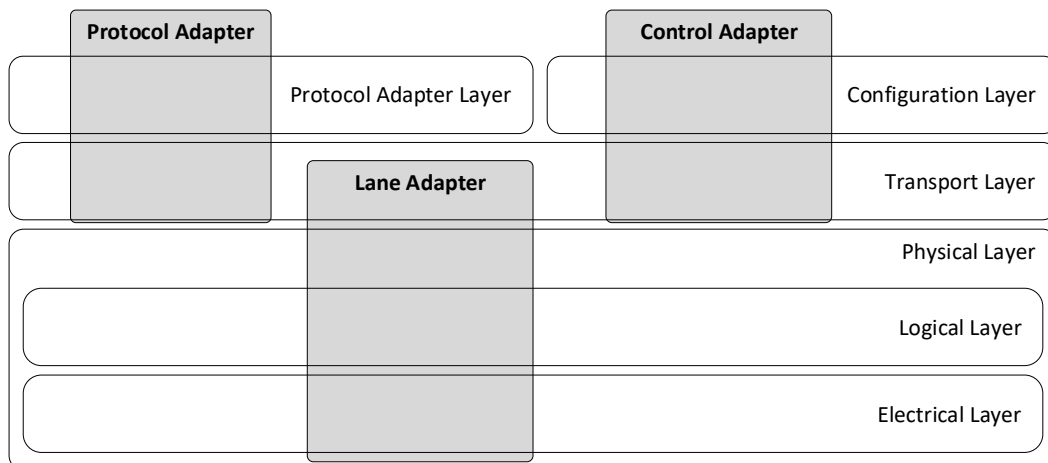 Protocol Adapter
Control Adapter
Protocol Adapter Layer
Configuration Layer
Lane Adapter
Transport Layer
Physical Layer
Logical Layer
Electrical Layer